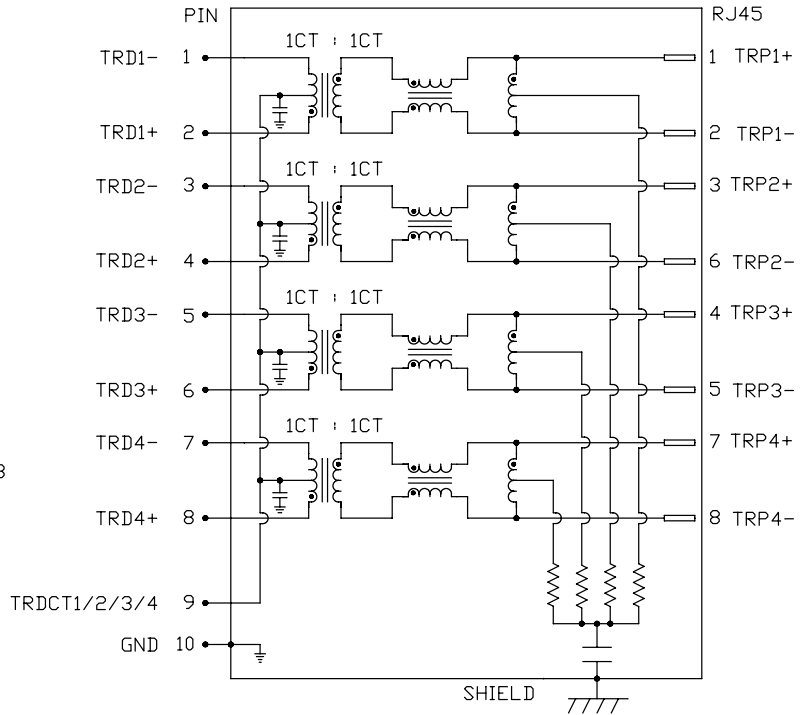 PIN RJ45
1CT : 1CT
TRD1- 1 1 TRP1+
TRD1+ 2 2 TRP1-
1CT : 1CT
TRD2- 3 3 TRP2+
TRD2+ 4 6 TRP2-
1CT : 1CT
TRD3- 5 4 TRP3+
TRD3+ 6 5 TRP3-
1CT : 1CT
TRD4- 7 7 TRP4+
TRD4+ 8 8 TRP4-
TRDCT1/2/3/4 9
GND 10
SHIELD